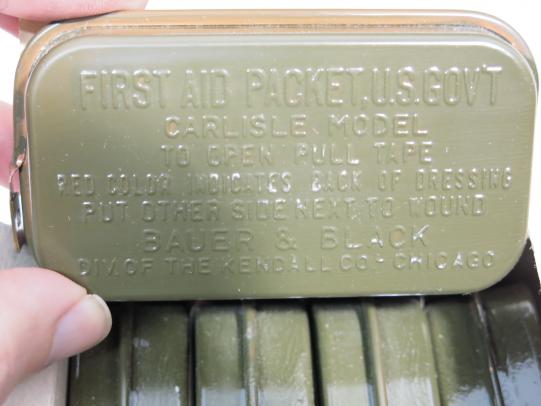 FIRST AID PACKET, U.S. GOV'T
CARLISLE MODEL
TO OPEN PULL TAPE
RED COLOR INDICATES BACK OF DRESSING
PUT OTHER SIDE NEXT TO WOUND
BAUER & BLACK
DIV. OF THE KENDALL CO. CHICAGO